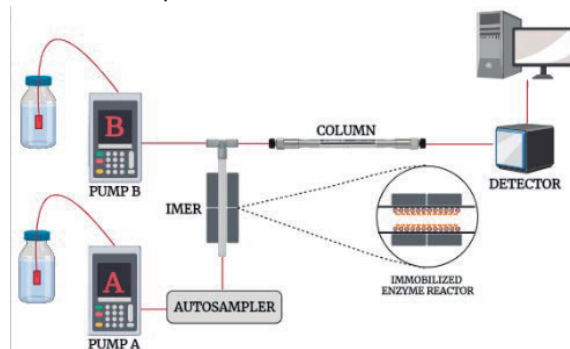 B
PUMP B
COLUMN
DETECTOR
IMER
A
PUMP A
AUTOSAMPLER
IMMOBILIZED
ENZYME REACTOR